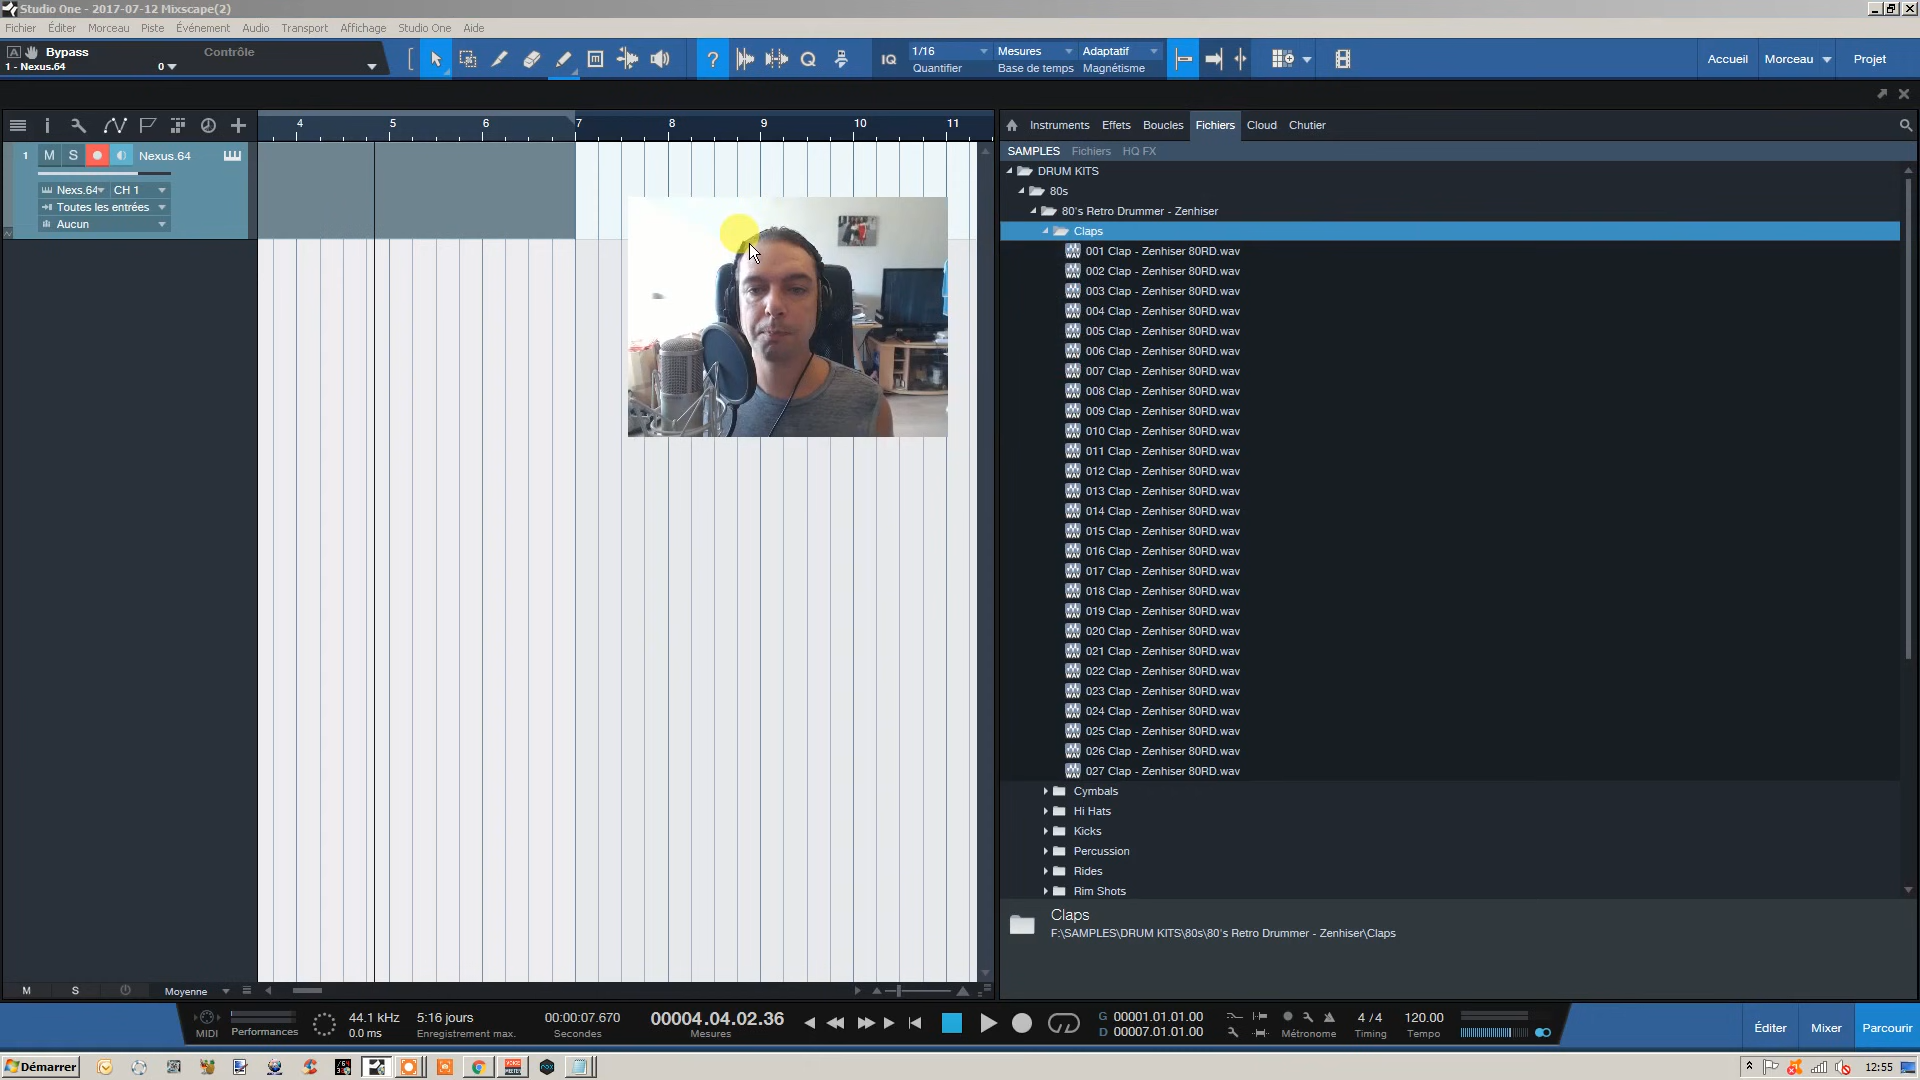 Studio One - 2017-07-12 Mixscape(2)
Fichier Éditer Morceau Piste Événement Audio Transport Affichage Studio One Aide
A Bypass Contrôle
1 - Nexus.64 0
? Q IQ 1/16 Mesures Adaptatif
Quantifier Base de temps Magnétisme
Accueil Morceau Projet
4 5 6 7 8 9 10 11
1 M S Nexus.64
Nexs.64 CH 1
Toutes les entrées
Aucun
Instruments Effets Boucles Fichiers Cloud Chutier
SAMPLES Fichiers HQ FX
DRUM KITS
80s
80's Retro Drummer - Zenhiser
Claps
001 Clap - Zenhiser 80RD.wav
002 Clap - Zenhiser 80RD.wav
003 Clap - Zenhiser 80RD.wav
004 Clap - Zenhiser 80RD.wav
005 Clap - Zenhiser 80RD.wav
006 Clap - Zenhiser 80RD.wav
007 Clap - Zenhiser 80RD.wav
008 Clap - Zenhiser 80RD.wav
009 Clap - Zenhiser 80RD.wav
010 Clap - Zenhiser 80RD.wav
011 Clap - Zenhiser 80RD.wav
012 Clap - Zenhiser 80RD.wav
013 Clap - Zenhiser 80RD.wav
014 Clap - Zenhiser 80RD.wav
015 Clap - Zenhiser 80RD.wav
016 Clap - Zenhiser 80RD.wav
017 Clap - Zenhiser 80RD.wav
018 Clap - Zenhiser 80RD.wav
019 Clap - Zenhiser 80RD.wav
020 Clap - Zenhiser 80RD.wav
021 Clap - Zenhiser 80RD.wav
022 Clap - Zenhiser 80RD.wav
023 Clap - Zenhiser 80RD.wav
024 Clap - Zenhiser 80RD.wav
025 Clap - Zenhiser 80RD.wav
026 Clap - Zenhiser 80RD.wav
027 Clap - Zenhiser 80RD.wav
Cymbals
Hi Hats
Kicks
Percussion
Rides
Rim Shots
Claps
F:\SAMPLES\DRUM KITS\80s\80's Retro Drummer - Zenhiser\Claps
M S Moyenne
MIDI Performances
44.1 kHz 5:16 jours 00:00:07.670 00004.04.02.36
0.0 ms Enregistrement max. Secondes Mesures
G 00001.01.01.00
D 00007.01.01.00
Métronome
4 / 4 120.00
Timing Tempo
Éditer Mixer Parcourir
Démarrer 12:55